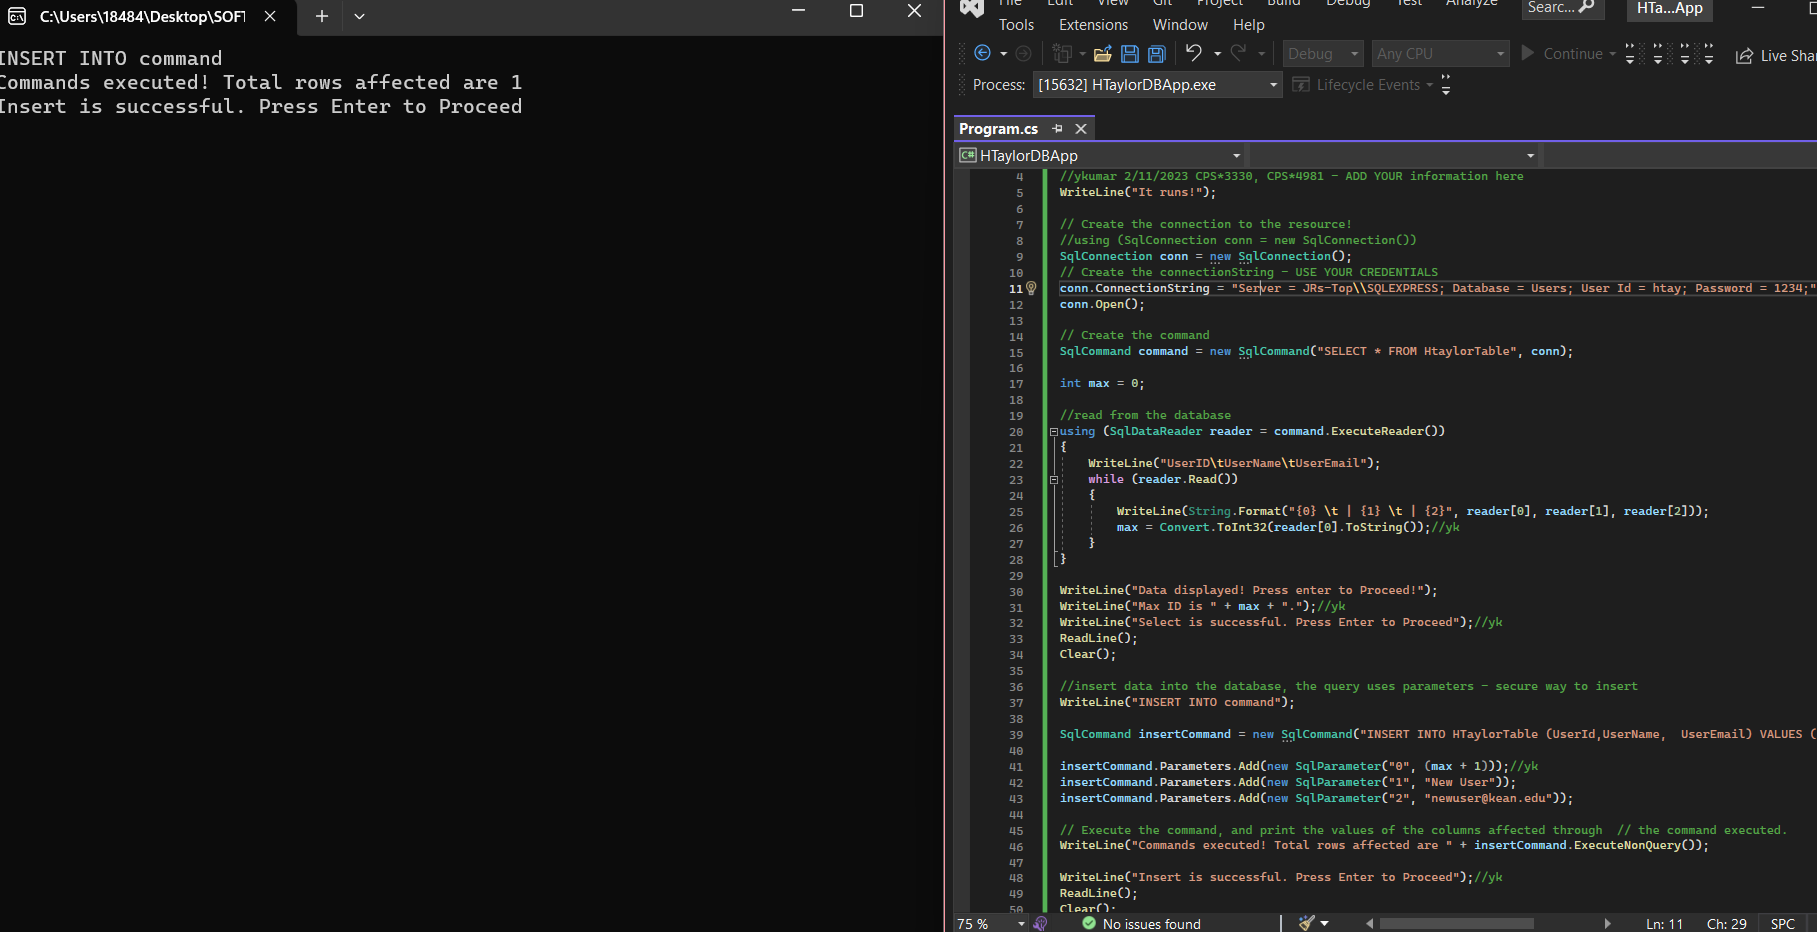 C:\Users\18484\Desktop\SOF
INSERT INTO command
Commands executed! Total rows affected are 1
Insert is successful. Press Enter to Proceed
File Edit View Git Project Build Debug Test Analyze
Searc... HTa...App
Tools Extensions Window Help
Debug Any CPU Continue Live Shar
Process: [15632] HTaylorDBApp.exe Lifecycle Events
Program.cs
C# HTaylorDBApp
4 //ykumar 2/11/2023 CPS*3330, CPS*4981 - ADD YOUR information here
5 WriteLine("It runs!");
6
7 // Create the connection to the resource!
8 //using (SqlConnection conn = new SqlConnection())
9 SqlConnection conn = new SqlConnection();
10 // Create the connectionString - USE YOUR CREDENTIALS
11 conn.ConnectionString = "Server = JRs-Top\\SQLEXPRESS; Database = Users; User Id = htay; Password = 1234;"
12 conn.Open();
13
14 // Create the command
15 SqlCommand command = new SqlCommand("SELECT * FROM HtaylorTable", conn);
16
17 int max = 0;
18
19 //read from the database
20 using (SqlDataReader reader = command.ExecuteReader())
21 {
22 WriteLine("UserID\tUserName\tUserEmail");
23 while (reader.Read())
24 {
25 WriteLine(String.Format("{0} \t | {1} \t | {2}", reader[0], reader[1], reader[2]));
26 max = Convert.ToInt32(reader[0].ToString());//yk
27 }
28 }
29
30 WriteLine("Data displayed! Press enter to Proceed!");
31 WriteLine("Max ID is " + max + ".");//yk
32 WriteLine("Select is successful. Press Enter to Proceed");//yk
33 ReadLine();
34 Clear();
35
36 //insert data into the database, the query uses parameters - secure way to insert
37 WriteLine("INSERT INTO command");
38
39 SqlCommand insertCommand = new SqlCommand("INSERT INTO HTaylorTable (UserId,UserName, UserEmail) VALUES (
40
41 insertCommand.Parameters.Add(new SqlParameter("0", (max + 1)));//yk
42 insertCommand.Parameters.Add(new SqlParameter("1", "New User"));
43 insertCommand.Parameters.Add(new SqlParameter("2", "newuser@kean.edu"));
44
45 // Execute the command, and print the values of the columns affected through // the command executed.
46 WriteLine("Commands executed! Total rows affected are " + insertCommand.ExecuteNonQuery());
47
48 WriteLine("Insert is successful. Press Enter to Proceed");//yk
49 ReadLine();
50 Clear();
75 % No issues found Ln: 11 Ch: 29 SPC